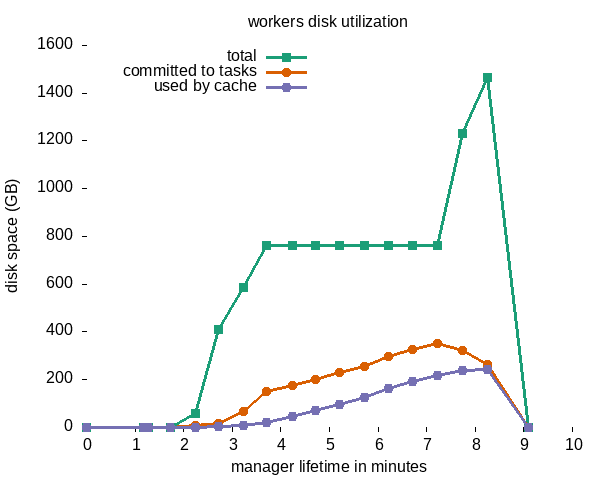 workers disk utilization
total
committed to tasks
used by cache
1600
1400
1200
1000
800
600
400
200
0
disk space (GB)
0 1 2 3 4 5 6 7 8 9 10
manager lifetime in minutes